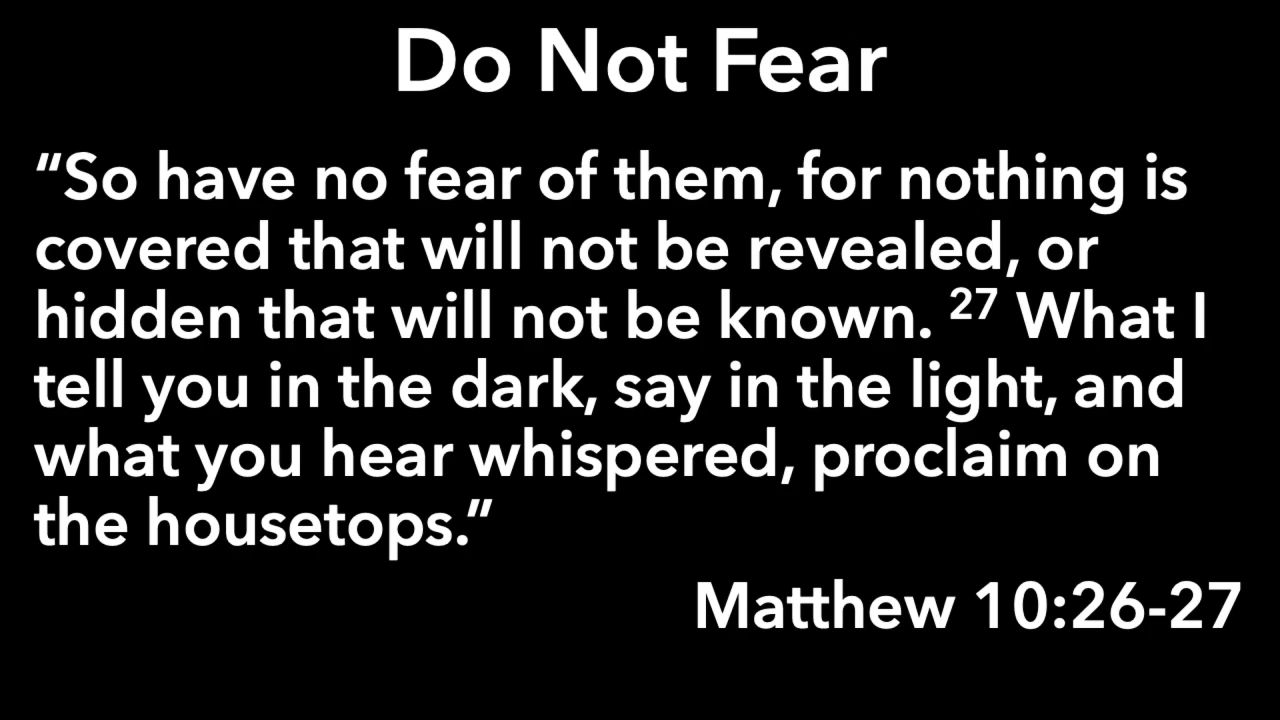 Do Not Fear
“So have no fear of them, for nothing is
covered that will not be revealed, or
hidden that will not be known. 27 What I
tell you in the dark, say in the light, and
what you hear whispered, proclaim on
the housetops.”
Matthew 10:26-27